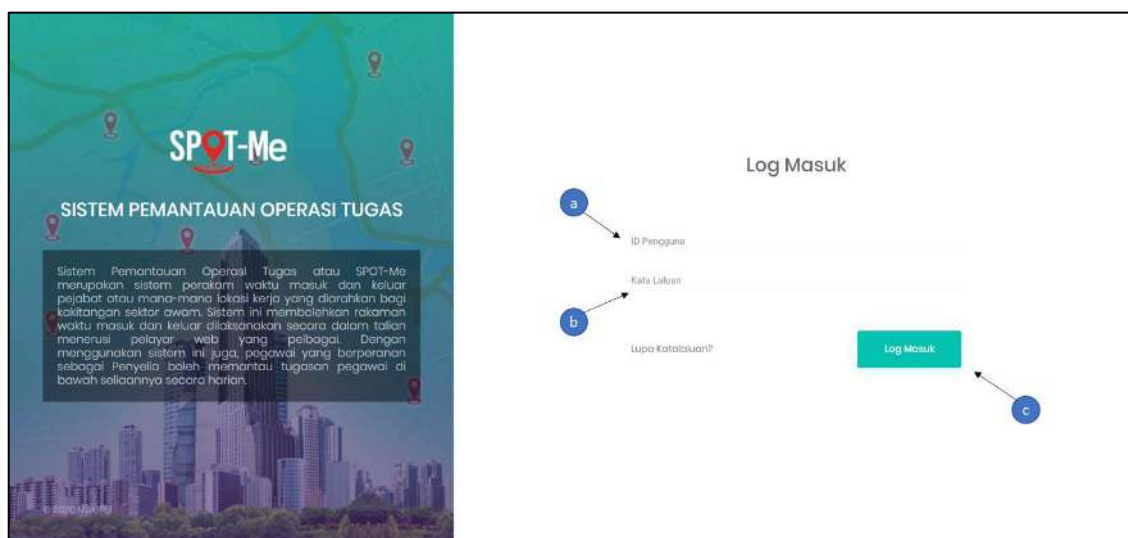 SPOT-Me
SISTEM PEMANTAUAN OPERASI TUGAS
Sistem Pemantauan Operasi Tugas atau SPOT-Me
merupakan sistem perakam waktu masuk dan keluar
pejabat atau mana-mana lokasi kerja yang diarahkan bagi
kakitangan sektor awam. Sistem ini membolehkan rakaman
waktu masuk dan keluar dilaksanakan secara dalam talian
menerusi pelayar web yang pelbagai. Dengan
menggunakan sistem ini juga, pegawai yang berperanan
sebagai Penyelia boleh memantau tugasan pegawai di
bawah seliaannya secara harian.
© 2020
Log Masuk
a
ID Pengguna
Kata Laluan
b
Lupa Katalaluan?
Log Masuk
c